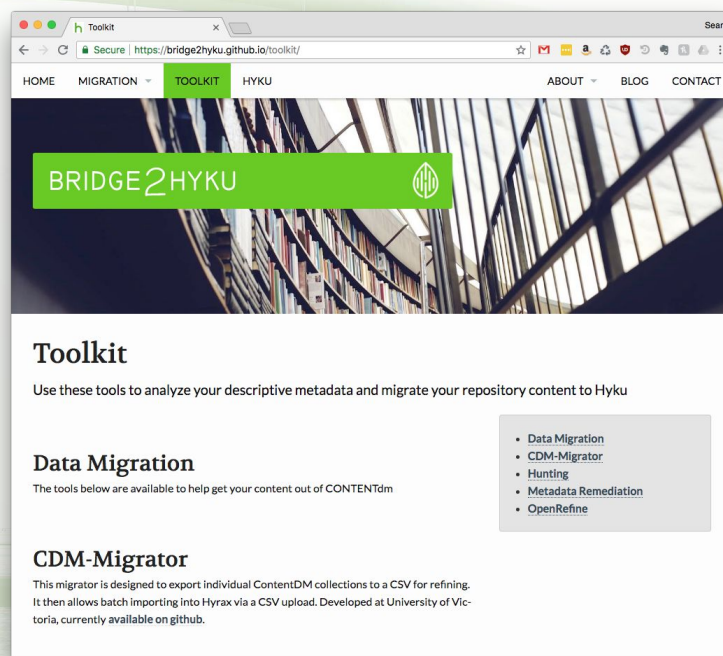 Toolkit
Sear
Secure | https://bridge2hyku.github.io/toolkit/
HOME MIGRATION TOOLKIT HYKU ABOUT BLOG CONTACT
BRIDGE2HYKU
Toolkit
Use these tools to analyze your descriptive metadata and migrate your repository content to Hyku
Data Migration
CDM-Migrator
Hunting
Metadata Remediation
OpenRefine
Data Migration
The tools below are available to help get your content out of CONTENTdm
CDM-Migrator
This migrator is designed to export individual ContentDM collections to a CSV for refining.
It then allows batch importing into Hyrax via a CSV upload. Developed at University of Vic-
toria, currently available on github.